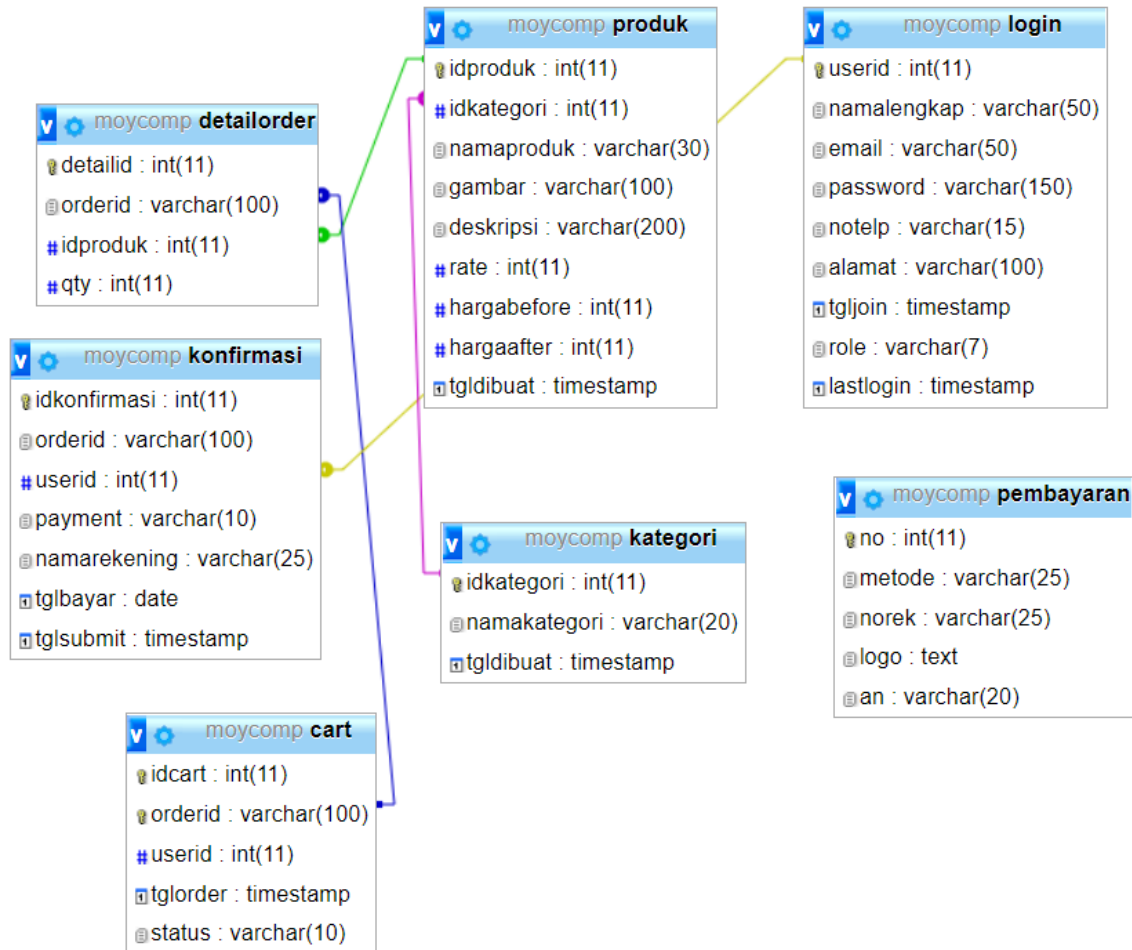 moycomp detailorder
detailid : int(11)
orderid : varchar(100)
idproduk : int(11)
qty : int(11)
moycomp konfirmasi
idkonfirmasi : int(11)
orderid : varchar(100)
userid : int(11)
payment : varchar(10)
namarekening : varchar(25)
tglbayar : date
tglsubmit : timestamp
moycomp cart
idcart : int(11)
orderid : varchar(100)
userid : int(11)
tglorder : timestamp
status : varchar(10)
moycomp produk
idproduk : int(11)
idkategori : int(11)
namaproduk : varchar(30)
gambar : varchar(100)
deskripsi : varchar(200)
rate : int(11)
hargabefore : int(11)
hargaafter : int(11)
tgldibuat : timestamp
moycomp kategori
idkategori : int(11)
namakategori : varchar(20)
tgldibuat : timestamp
moycomp login
userid : int(11)
namalengkap : varchar(50)
email : varchar(50)
password : varchar(150)
notelp : varchar(15)
alamat : varchar(100)
tgljoin : timestamp
role : varchar(7)
lastlogin : timestamp
moycomp pembayaran
no : int(11)
metode : varchar(25)
norek : varchar(25)
logo : text
an : varchar(20)